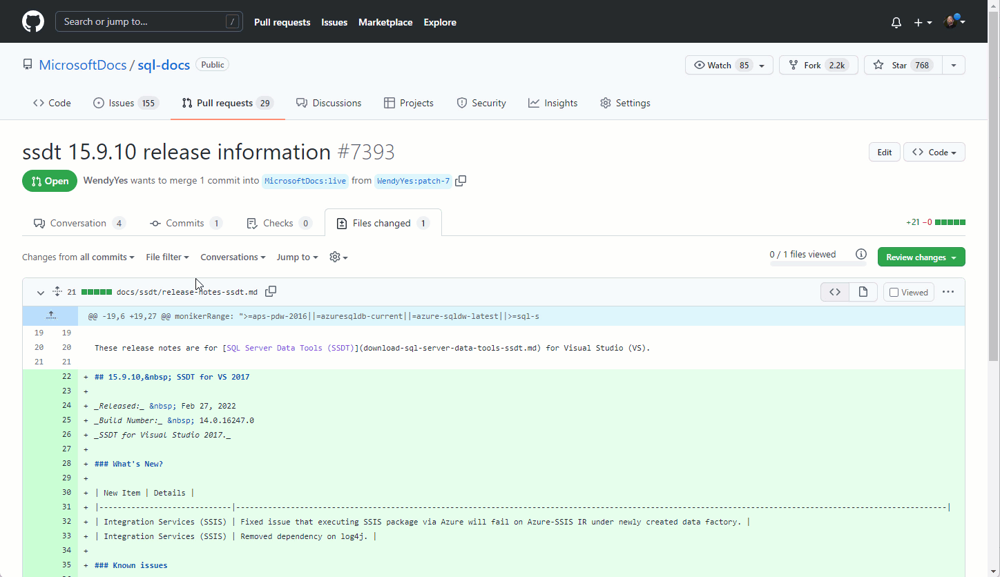 Search or jump to... / Pull requests Issues Marketplace Explore
MicrosoftDocs / sql-docs Public Watch 85 Fork 2.2k Star 768
Code Issues 155 Pull requests 29 Discussions Projects Security Insights Settings
ssdt 15.9.10 release information #7393 Edit Code
Open WendyYes wants to merge 1 commit into MicrosoftDocs:live from WendyYes:patch-7
Conversation 4 Commits 1 Checks 0 Files changed 1 +21 −0
Changes from all commits File filter Conversations Jump to 0 / 1 files viewed Review changes
21 docs/ssdt/release-notes-ssdt.md Viewed
@@ -19,6 +19,27 @@ monikerRange: ">=aps-pdw-2016||=azuresqldb-current||=azure-sqldw-latest||>=sql-s
19 19
20 20 These release notes are for [SQL Server Data Tools (SSDT)](download-sql-server-data-tools-ssdt.md) for Visual Studio (VS).
21 21
22 + ## 15.9.10,&nbsp; SSDT for VS 2017
23 +
24 + _Released:_ &nbsp; Feb 27, 2022
25 + _Build Number:_ &nbsp; 14.0.16247.0
26 + _SSDT for Visual Studio 2017._
27 +
28 + ### What's New?
29 +
30 + | New Item | Details |
31 + |-----------------------------|------------------------------------------------------------------------------------------------------------------------------------------------------------|
32 + | Integration Services (SSIS) | Fixed issue that executing SSIS package via Azure will fail on Azure-SSIS IR under newly created data factory. |
33 + | Integration Services (SSIS) | Removed dependency on log4j. |
34 +
35 + ### Known issues